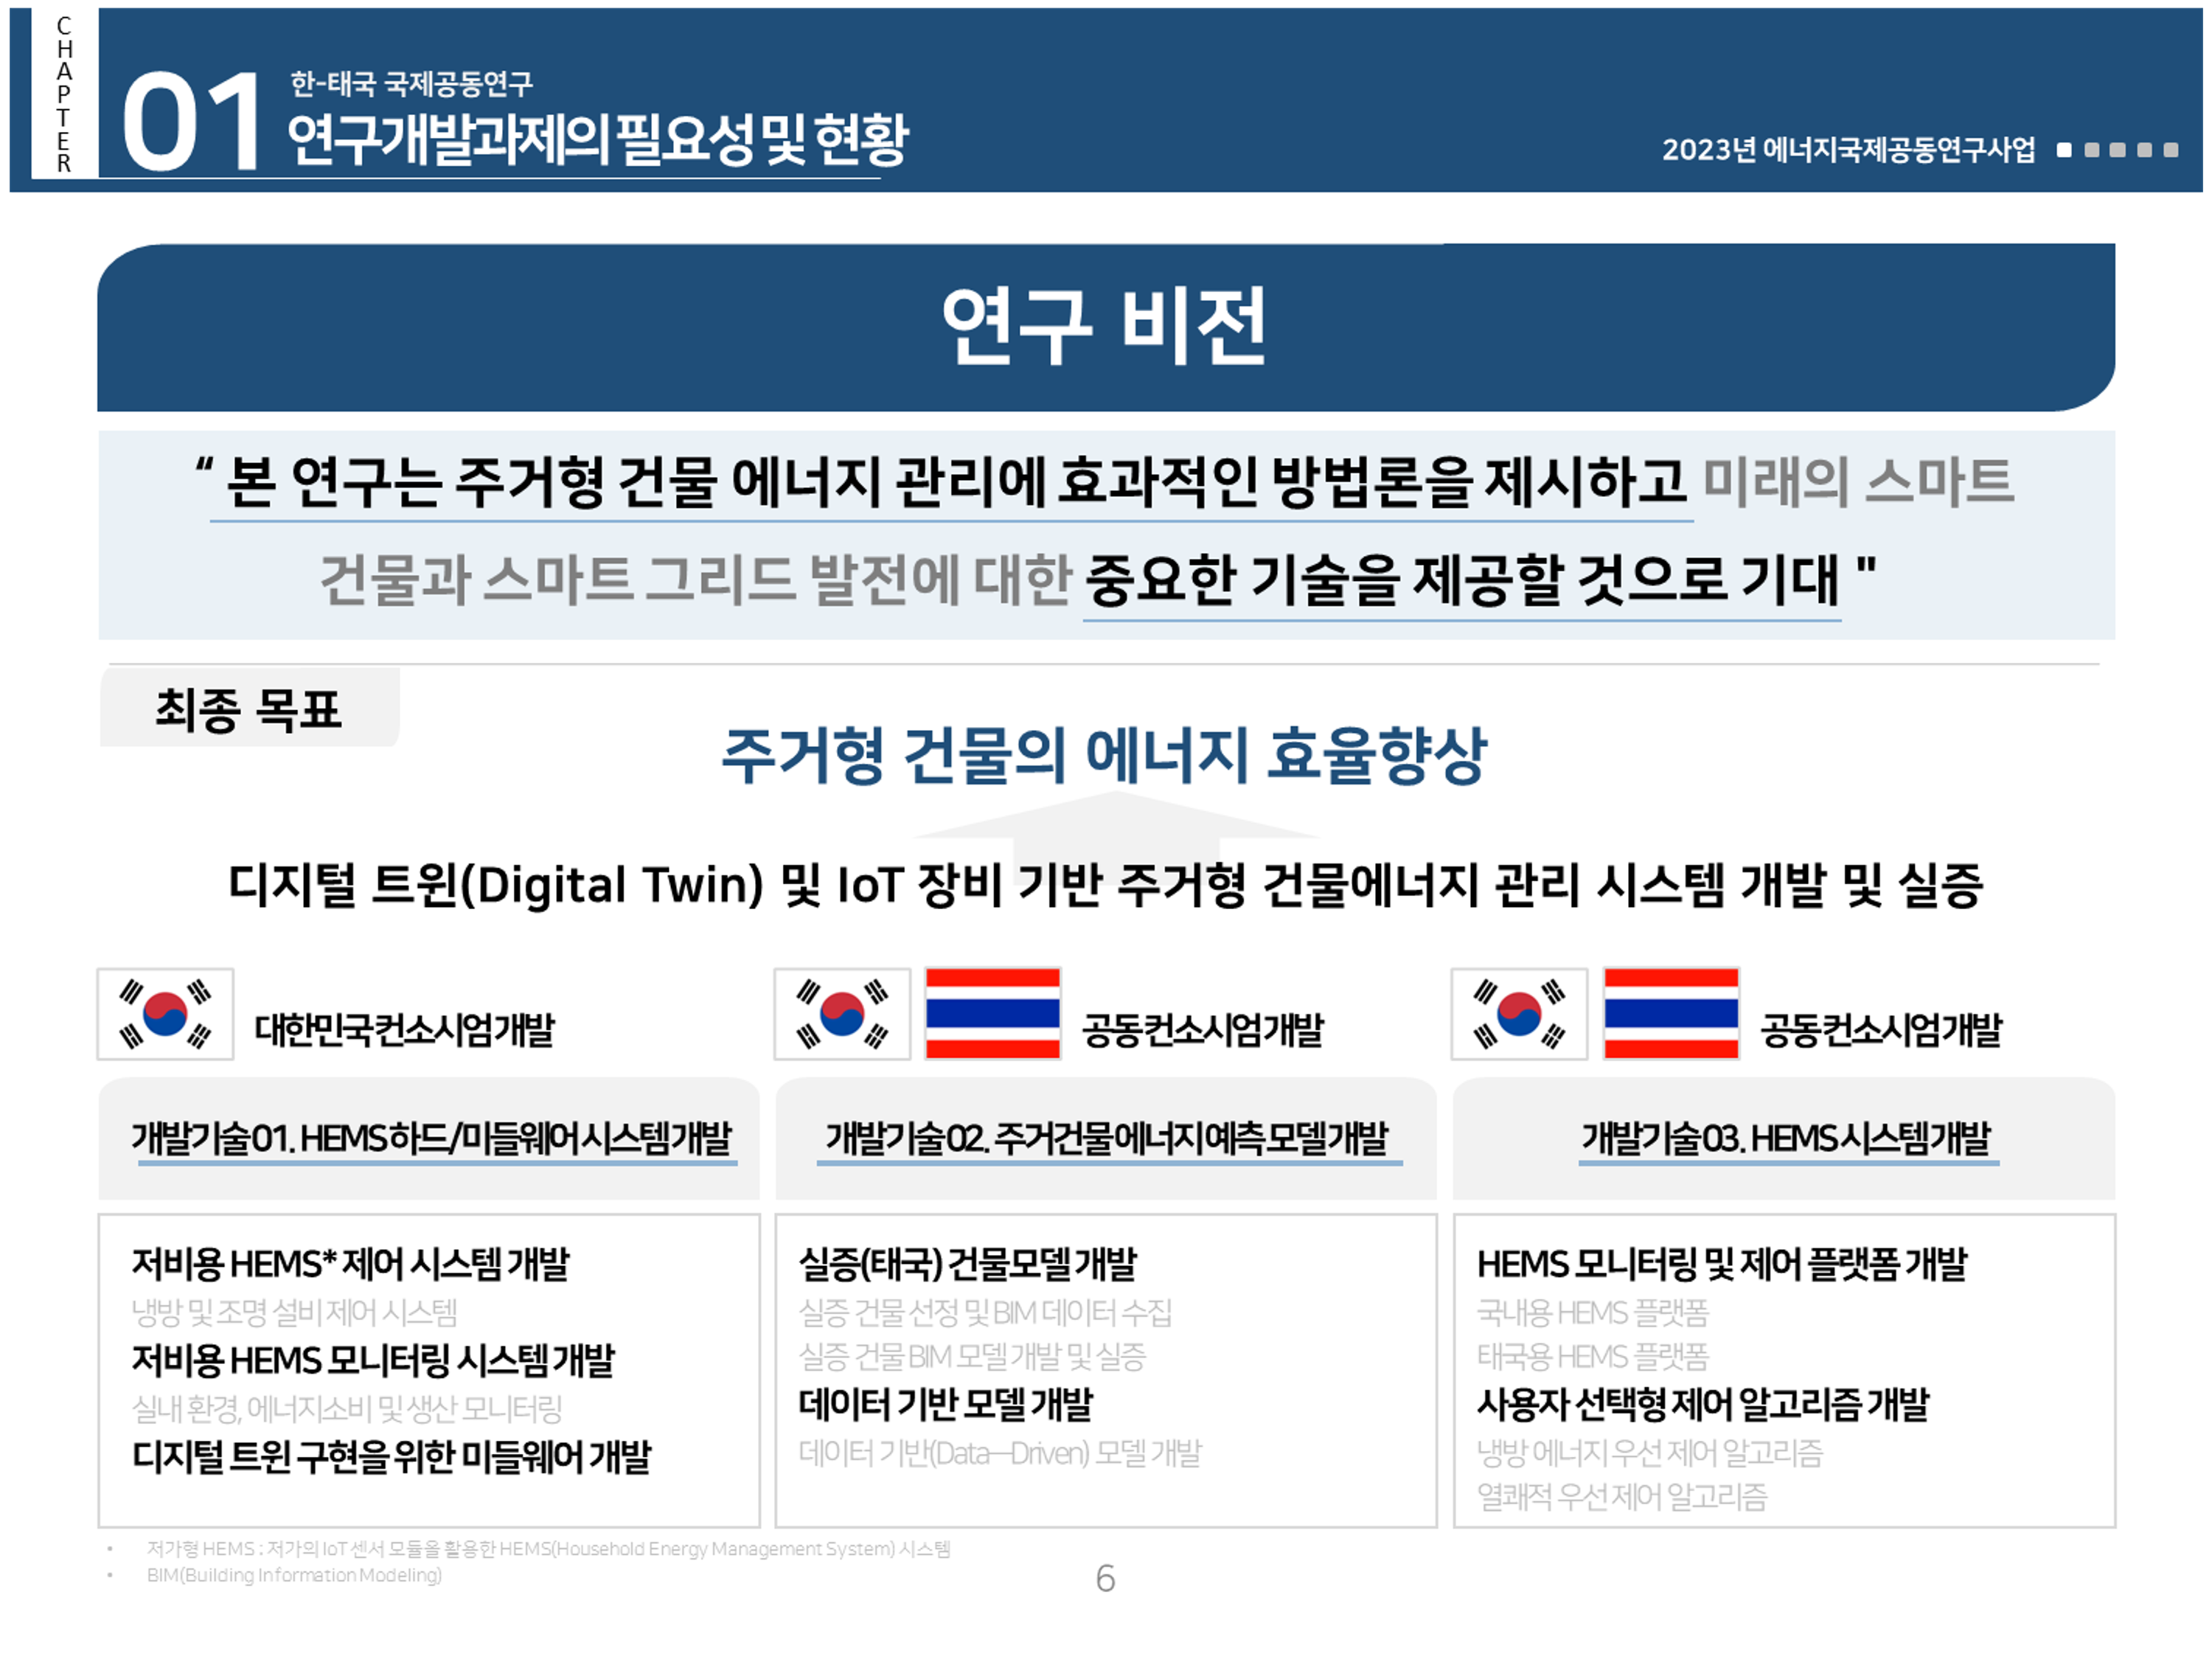 CHAPTER
01
한-태국 국제공동연구
연구개발과제의 필요성 및 현황
2023년 에너지국제공동연구사업
연구 비전
“ 본 연구는 주거형 건물 에너지 관리에 효과적인 방법론을 제시하고 미래의 스마트
건물과 스마트 그리드 발전에 대한 중요한 기술을 제공할 것으로 기대 "
최종 목표
주거형 건물의 에너지 효율향상
디지털 트윈(Digital Twin) 및 IoT 장비 기반 주거형 건물에너지 관리 시스템 개발 및 실증
대한민국컨소시엄 개발
개발기술 01. HEMS 하드/미들웨어 시스템 개발
저비용 HEMS* 제어 시스템 개발
냉방 및 조명 설비 제어 시스템
저비용 HEMS 모니터링 시스템 개발
실내 환경, 에너지소비 및 생산 모니터링
디지털 트윈 구현을 위한 미들웨어 개발
공동컨소시엄 개발
개발기술 02. 주거건물 에너지 예측 모델 개발
실증(태국) 건물모델 개발
실증 건물 선정 및 BIM 데이터 수집
실증 건물 BIM 모델 개발 및 실증
데이터 기반 모델 개발
데이터 기반(Data—Driven) 모델 개발
공동컨소시엄 개발
개발기술 03. HEMS 시스템 개발
HEMS 모니터링 및 제어 플랫폼 개발
국내용 HEMS 플랫폼
태국용 HEMS 플랫폼
사용자 선택형 제어 알고리즘 개발
냉방 에너지 우선 제어 알고리즘
열쾌적 우선 제어 알고리즘
• 저가형 HEMS : 저가의 IoT 센서 모듈을 활용한 HEMS(Household Energy Management System) 시스템
• BIM(Building Information Modeling)
6